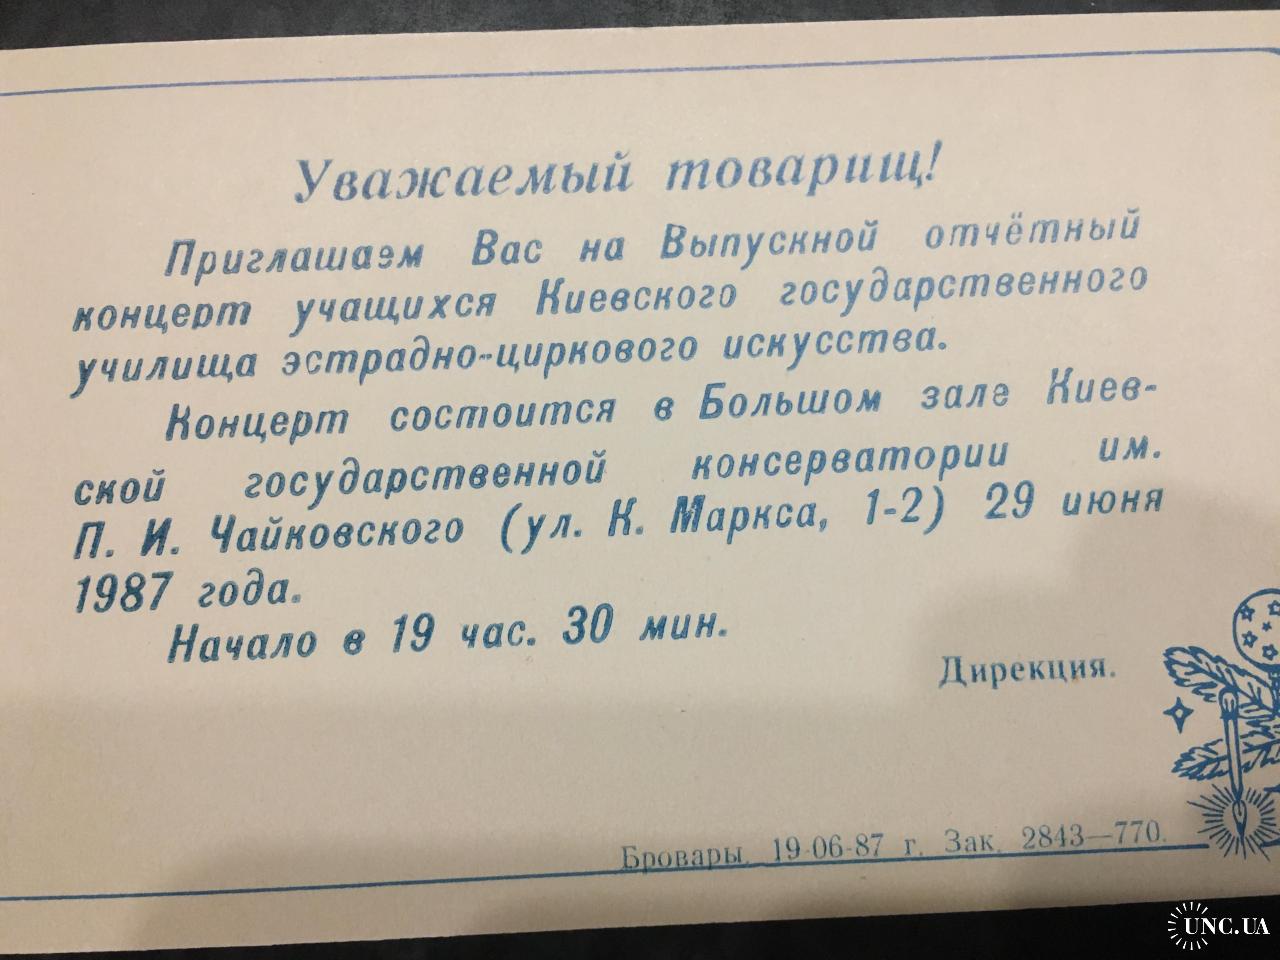 Уважаемый товарищ!
Приглашаем Вас на Выпускной отчётный
концерт учащихся Киевского государственного
училища эстрадно-циркового искусства.
Концерт состоится в Большом зале Киев-
ской государственной консерватории им.
П. И. Чайковского (ул. К. Маркса, 1-2) 29 июня
1987 года.
Начало в 19 час. 30 мин.
Дирекция.
Бровары. 19-06-87 г. Зак. 2843—770.
UNC.UA